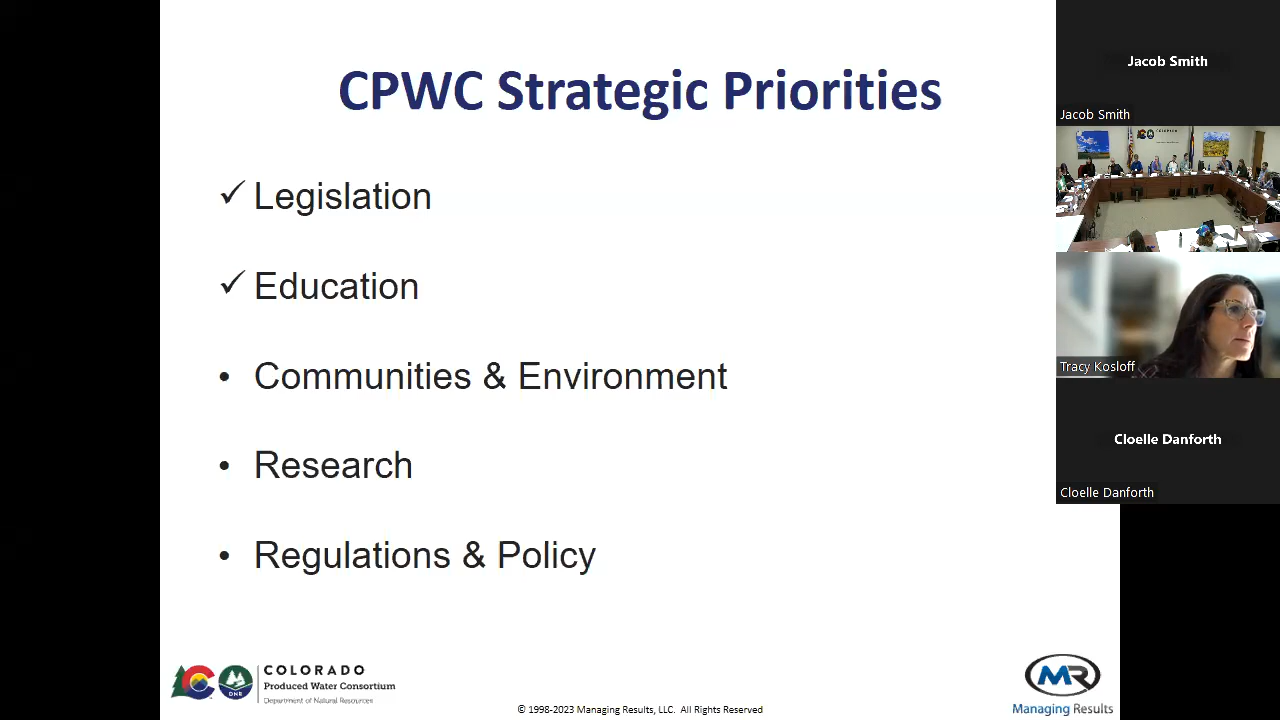 CPWC Strategic Priorities
✓ Legislation
✓ Education
• Communities & Environment
• Research
• Regulations & Policy
COLORADO
Produced Water Consortium
Department of Natural Resources
DNR
© 1998-2023 Managing Results, LLC. All Rights Reserved
MR
Managing Results
Jacob Smith
Jacob Smith
Tracy Kosloff
Cloelle Danforth
Cloelle Danforth